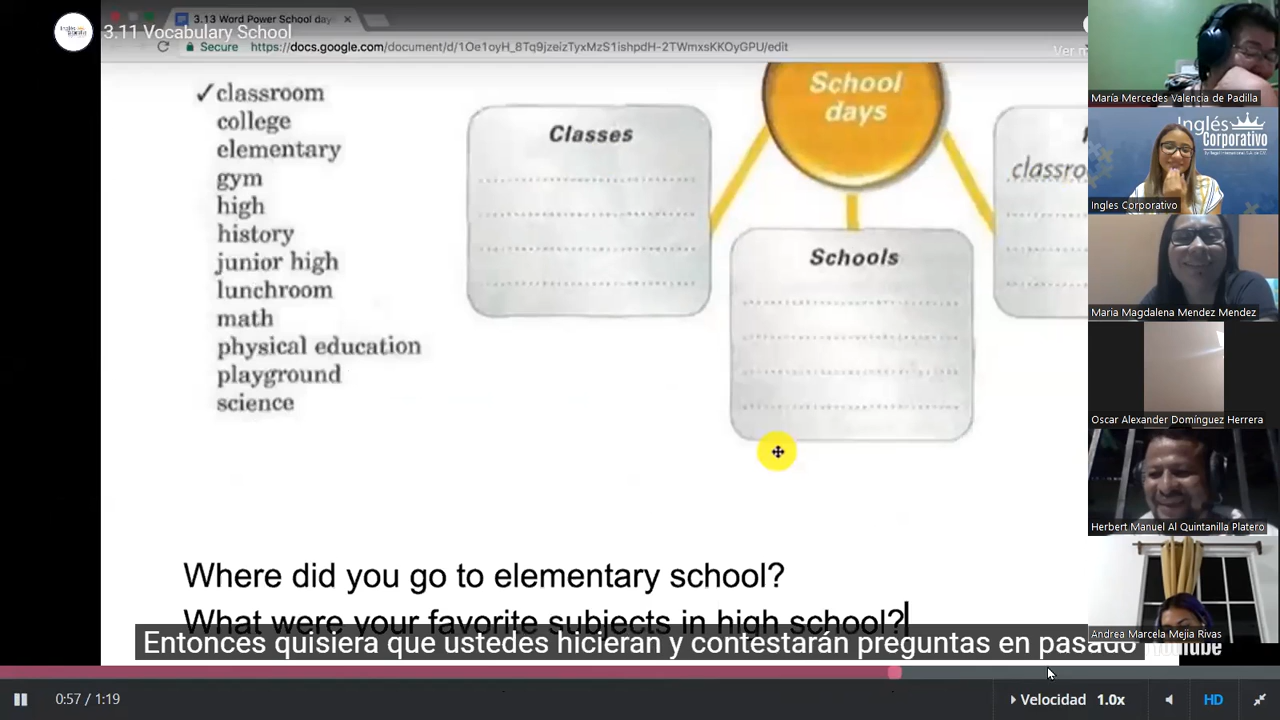 3.13 Word Power School day
3.11 Vocabulary School
Secure https://docs.google.com/document/d/1Oe1oyH_8Tq9jzeizTyxMzS1ishpdH-2TWmxsKKOyGPU/edit
Ver m
✓classroom
college
elementary
gym
high
history
junior high
lunchroom
math
physical education
playground
science
School
days
Classes
Schools
classro
Where did you go to elementary school?
What were your favorite subjects in high school?
Entonces quisiera que ustedes hicieran y contestarán preguntas en pasado
0:57 / 1:19
Velocidad 1.0x
HD
María Mercedes Valencia de Padilla
Inglés
Corporativo
Ingles Corporativo
Maria Magdalena Mendez Mendez
Oscar Alexander Domínguez Herrera
Herbert Manuel Al Quintanilla Platero
Andrea Marcela Mejia Rivas